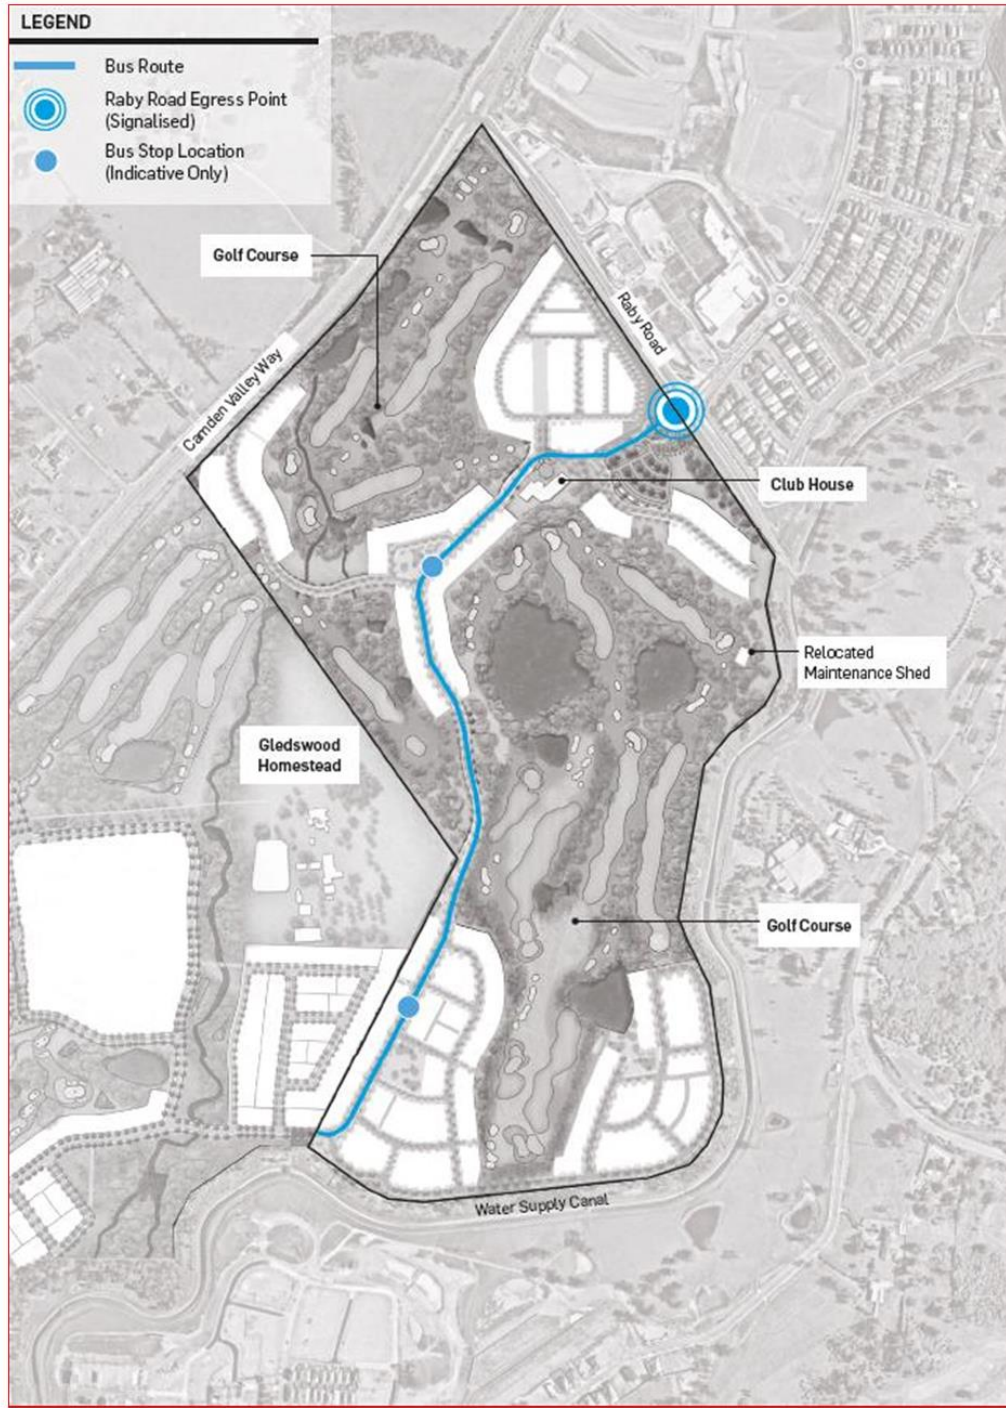 LEGEND
Bus Route
Raby Road Egress Point
(Signalised)
Bus Stop Location
(Indicative Only)
Golf Course
Raby Road
Camden Valley Way
Club House
Relocated
Maintenance Shed
Gledswood
Homestead
Golf Course
Water Supply Canal